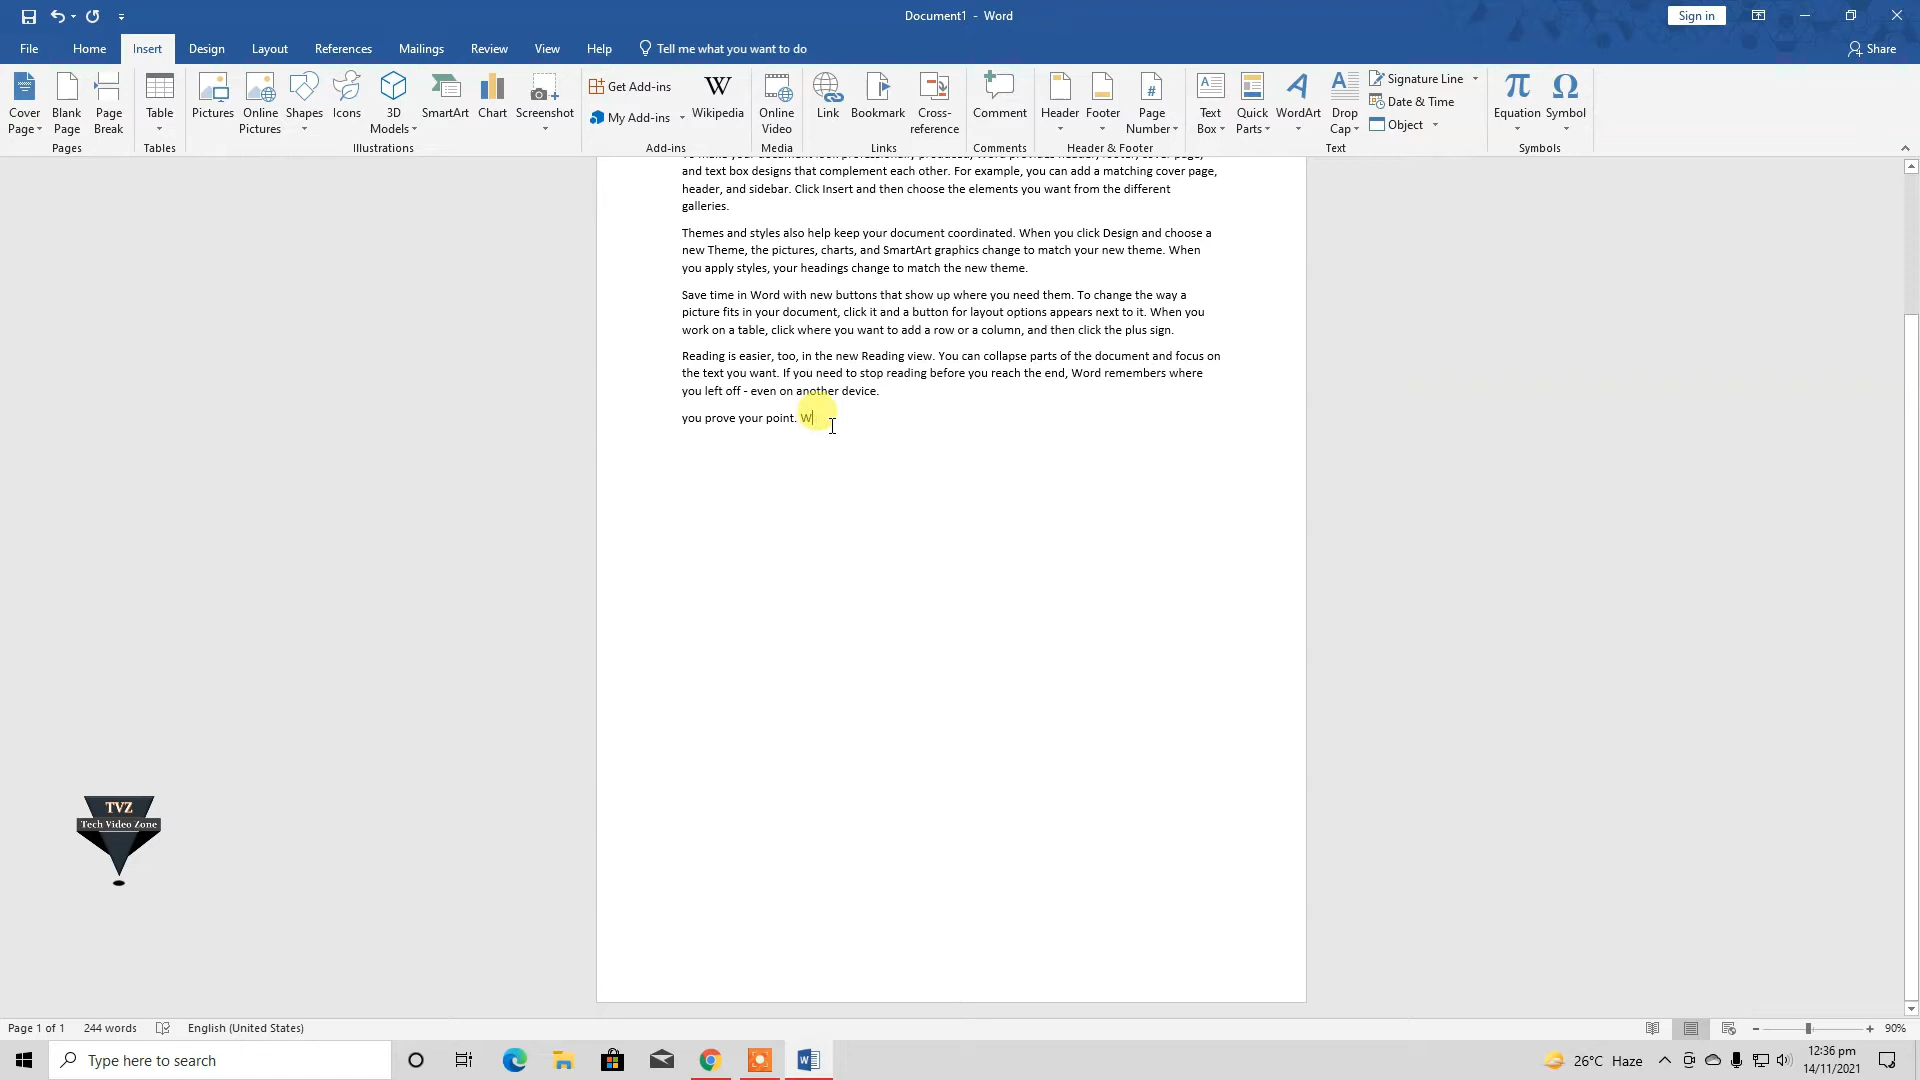 Document1 - Word
Sign in
File Home Insert Design Layout References Mailings Review View Help Tell me what you want to do Share
Cover Page
Blank Page
Page Break
Table
Pictures
Online Pictures
Shapes
Icons
3D Models
SmartArt
Chart
Screenshot
Get Add-ins
My Add-ins
Wikipedia
Online Video
Link
Bookmark
Cross-reference
Comment
Header
Footer
Page Number
Text Box
Quick Parts
WordArt
Drop Cap
Signature Line
Date & Time
Object
Equation
Symbol
Pages Tables Illustrations Add-ins Media Links Comments Header & Footer Text Symbols
To make your document look professionally produced, Word provides header, footer, cover page,
and text box designs that complement each other. For example, you can add a matching cover page,
header, and sidebar. Click Insert and then choose the elements you want from the different
galleries.
Themes and styles also help keep your document coordinated. When you click Design and choose a
new Theme, the pictures, charts, and SmartArt graphics change to match your new theme. When
you apply styles, your headings change to match the new theme.
Save time in Word with new buttons that show up where you need them. To change the way a
picture fits in your document, click it and a button for layout options appears next to it. When you
work on a table, click where you want to add a row or a column, and then click the plus sign.
Reading is easier, too, in the new Reading view. You can collapse parts of the document and focus on
the text you want. If you need to stop reading before you reach the end, Word remembers where
you left off - even on another device.
you prove your point. W
TVZ
Tech Video Zone
Page 1 of 1 244 words English (United States) 90%
Type here to search
26°C Haze
12:36 pm
14/11/2021